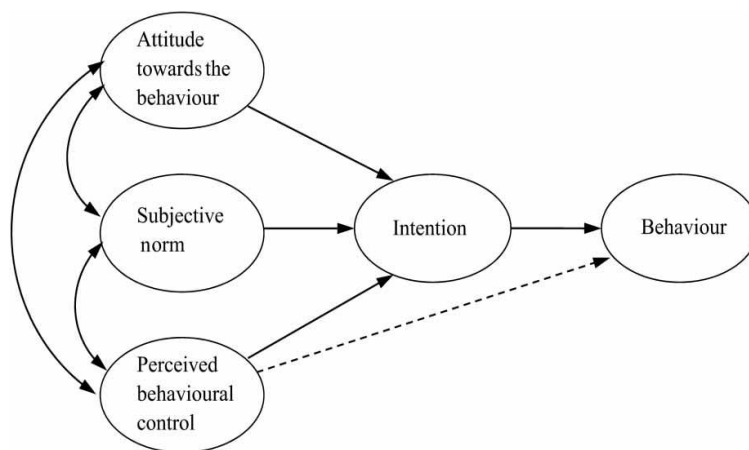 Attitude
towards the
behaviour
Subjective
norm
Intention
Behaviour
Perceived
behavioural
control